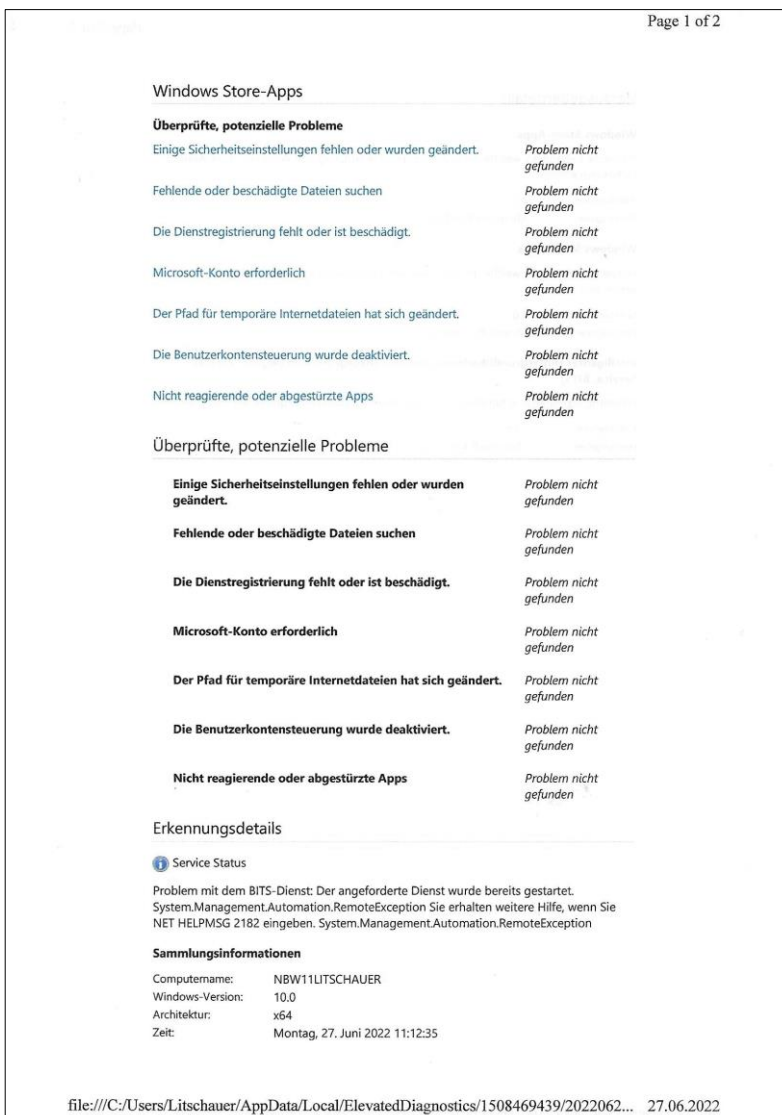 Page 1 of 2
Windows Store-Apps
Überprüfte, potenzielle Probleme
Einige Sicherheitseinstellungen fehlen oder wurden geändert. Problem nicht
gefunden
Fehlende oder beschädigte Dateien suchen Problem nicht
gefunden
Die Dienstregistrierung fehlt oder ist beschädigt. Problem nicht
gefunden
Microsoft-Konto erforderlich Problem nicht
gefunden
Der Pfad für temporäre Internetdateien hat sich geändert. Problem nicht
gefunden
Die Benutzerkontensteuerung wurde deaktiviert. Problem nicht
gefunden
Nicht reagierende oder abgestürzte Apps Problem nicht
gefunden
Überprüfte, potenzielle Probleme
Einige Sicherheitseinstellungen fehlen oder wurden Problem nicht
geändert. gefunden
Fehlende oder beschädigte Dateien suchen Problem nicht
gefunden
Die Dienstregistrierung fehlt oder ist beschädigt. Problem nicht
gefunden
Microsoft-Konto erforderlich Problem nicht
gefunden
Der Pfad für temporäre Internetdateien hat sich geändert. Problem nicht
gefunden
Die Benutzerkontensteuerung wurde deaktiviert. Problem nicht
gefunden
Nicht reagierende oder abgestürzte Apps Problem nicht
gefunden
Erkennungsdetails
Service Status
Problem mit dem BITS-Dienst: Der angeforderte Dienst wurde bereits gestartet.
System.Management.Automation.RemoteException Sie erhalten weitere Hilfe, wenn Sie
NET HELPMSG 2182 eingeben. System.Management.Automation.RemoteException
Sammlungsinformationen
Computername: NBW11LITSCHAUER
Windows-Version: 10.0
Architektur: x64
Zeit: Montag, 27. Juni 2022 11:12:35
file:///C:/Users/Litschauer/AppData/Local/ElevatedDiagnostics/1508469439/2022062... 27.06.2022